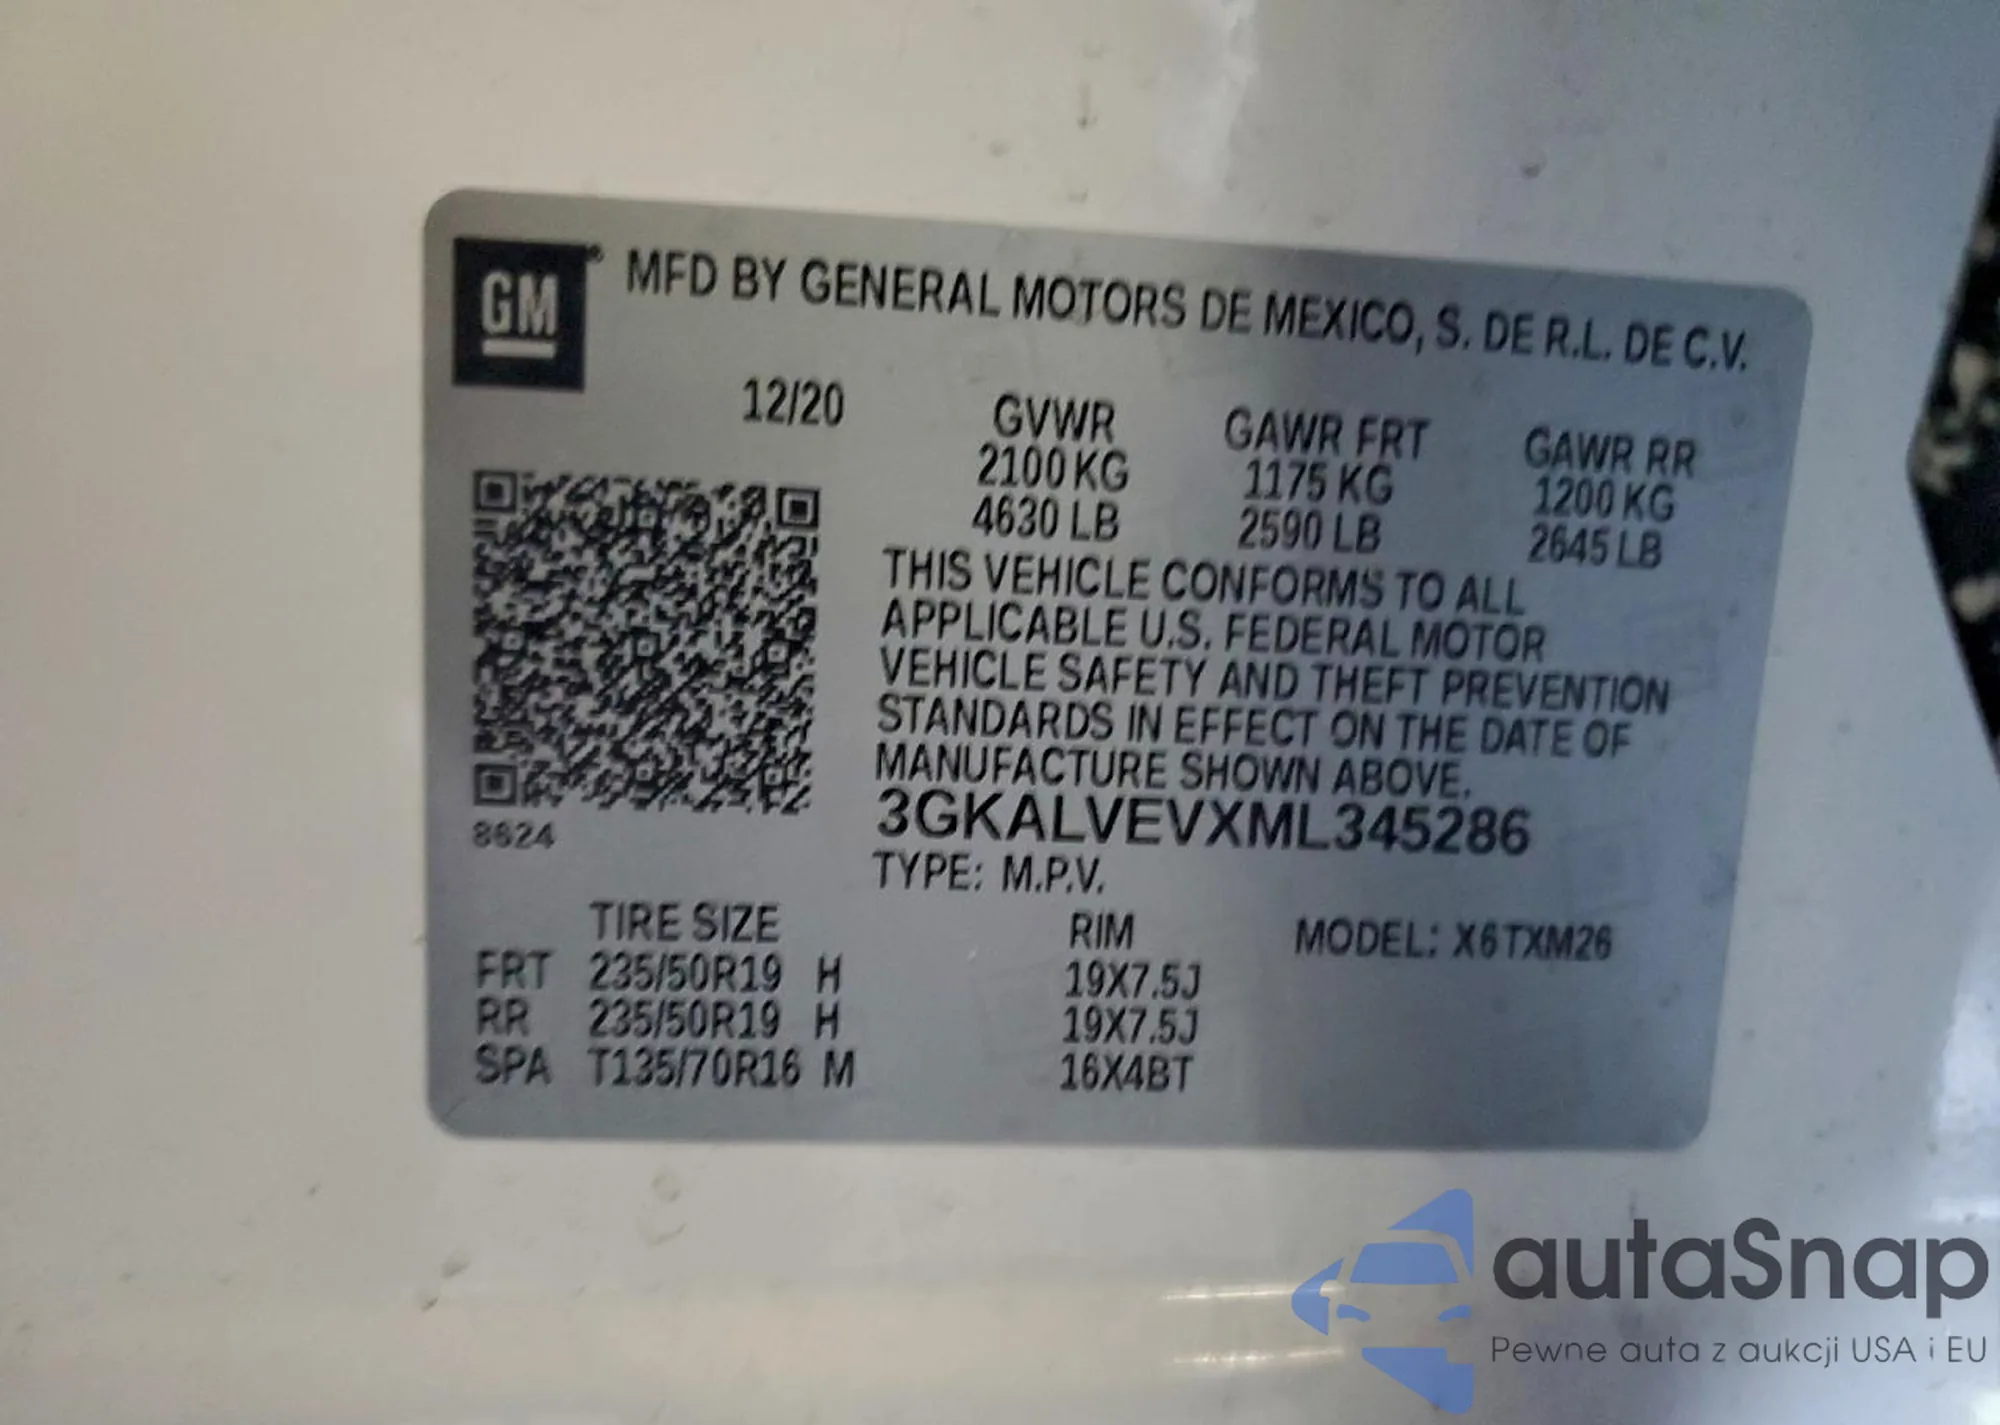 GM® MFD BY GENERAL MOTORS DE MEXICO, S. DE R.L. DE C.V.
12/20
GVWR GAWR FRT GAWR RR
2100 KG 1175 KG 1200 KG
4630 LB 2590 LB 2645 LB
THIS VEHICLE CONFORMS TO ALL
APPLICABLE U.S. FEDERAL MOTOR
VEHICLE SAFETY AND THEFT PREVENTION
STANDARDS IN EFFECT ON THE DATE OF
MANUFACTURE SHOWN ABOVE.
3GKALVEVXML345286
8624
TYPE: M.P.V.
TIRE SIZE RIM MODEL: X6TXM26
FRT 235/50R19 H 19X7.5J
RR 235/50R19 H 19X7.5J
SPA T135/70R16 M 16X4BT
autaSnap
Pewne auta z aukcji USA i EU